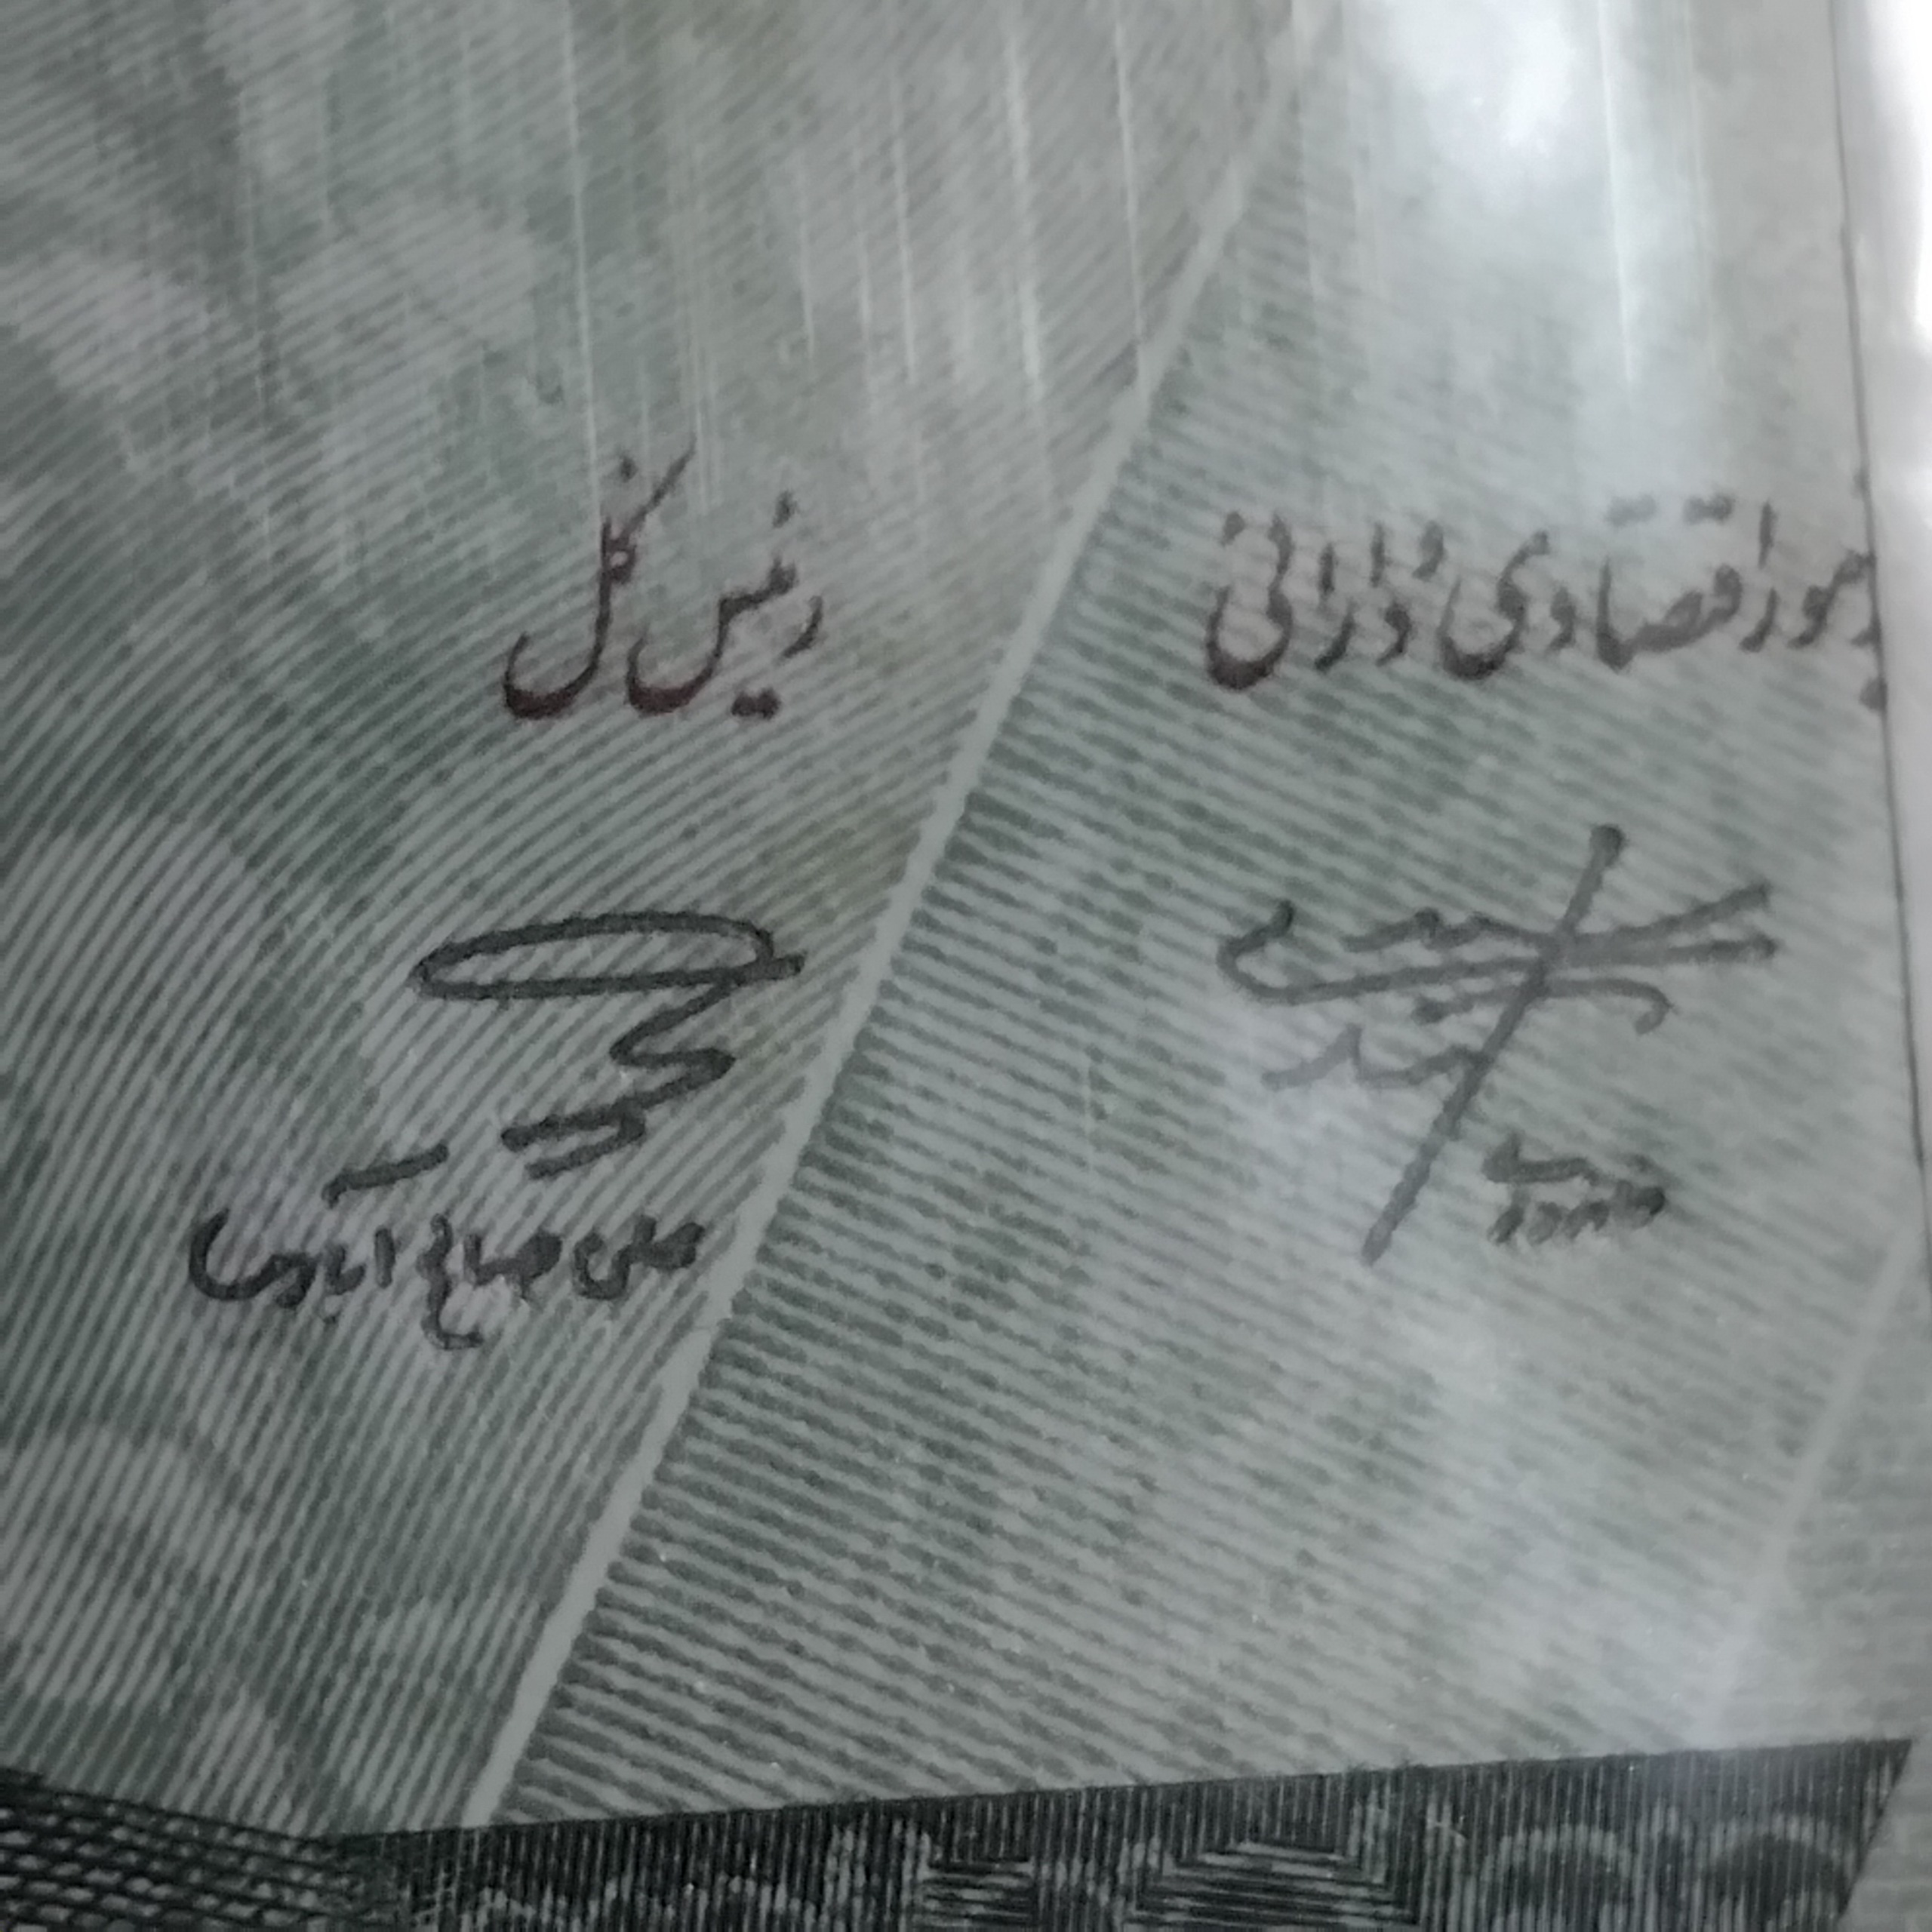 امور اقتصادی و دارائی
رئیس کل
علی صالح آبادی